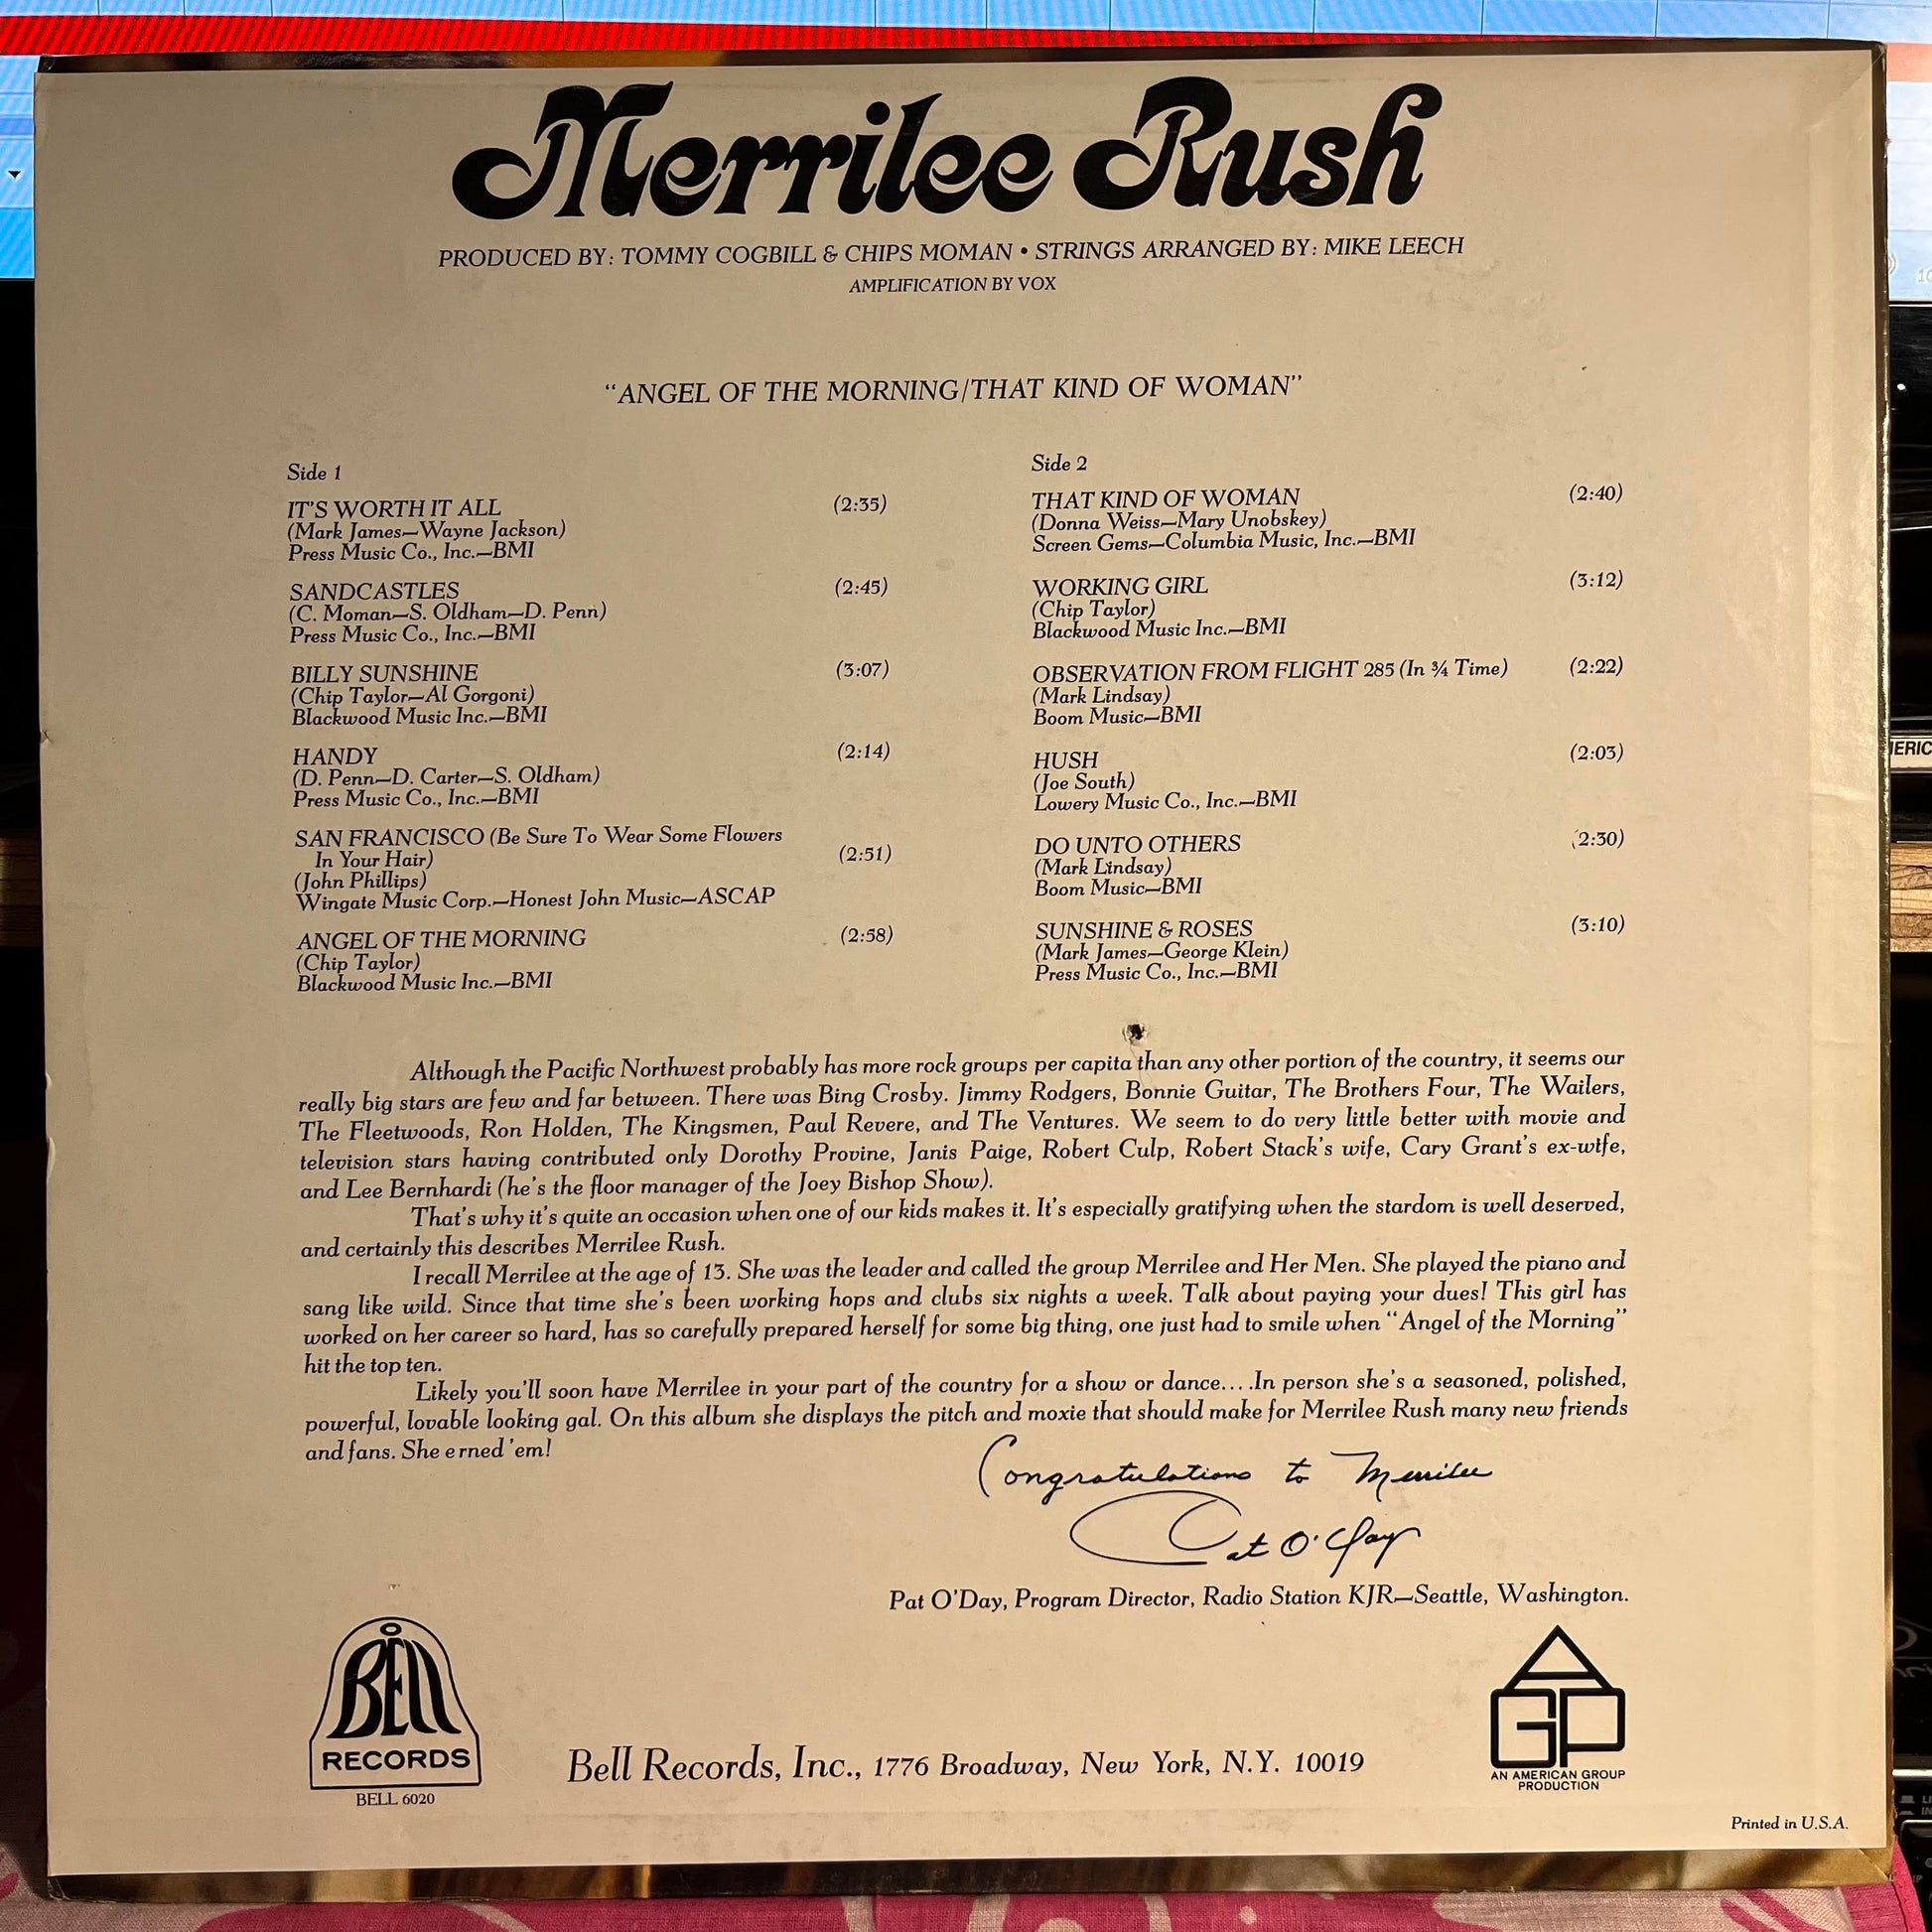 Merrilee Rush
PRODUCED BY: TOMMY COGBILL & CHIPS MOMAN • STRINGS ARRANGED BY: MIKE LEECH
AMPLIFICATION BY VOX
“ANGEL OF THE MORNING/THAT KIND OF WOMAN”
Side 1
IT'S WORTH IT ALL (2:35)
(Mark James—Wayne Jackson)
Press Music Co., Inc.—BMI
SANDCASTLES (2:45)
(C. Moman—S. Oldham—D. Penn)
Press Music Co., Inc.—BMI
BILLY SUNSHINE (3:07)
(Chip Taylor—Al Gorgoni)
Blackwood Music Inc.—BMI
HANDY (2:14)
(D. Penn—D. Carter—S. Oldham)
Press Music Co., Inc.—BMI
SAN FRANCISCO (Be Sure To Wear Some Flowers
In Your Hair) (2:51)
(John Phillips)
Wingate Music Corp.—Honest John Music—ASCAP
ANGEL OF THE MORNING (2:58)
(Chip Taylor)
Blackwood Music Inc.—BMI
Side 2
THAT KIND OF WOMAN (2:40)
(Donna Weiss—Mary Unobskey)
Screen Gems—Columbia Music, Inc.—BMI
WORKING GIRL (3:12)
(Chip Taylor)
Blackwood Music Inc.—BMI
OBSERVATION FROM FLIGHT 285 (In ¾ Time) (2:22)
(Mark Lindsay)
Boom Music—BMI
HUSH (2:03)
(Joe South)
Lowery Music Co., Inc.—BMI
DO UNTO OTHERS (2:30)
(Mark Lindsay)
Boom Music—BMI
SUNSHINE & ROSES (3:10)
(Mark James—George Klein)
Press Music Co., Inc.—BMI
Although the Pacific Northwest probably has more rock groups per capita than any other portion of the country, it seems our
really big stars are few and far between. There was Bing Crosby. Jimmy Rodgers, Bonnie Guitar, The Brothers Four, The Wailers,
The Fleetwoods, Ron Holden, The Kingsmen, Paul Revere, and The Ventures. We seem to do very little better with movie and
television stars having contributed only Dorothy Provine, Janis Paige, Robert Culp, Robert Stack's wife, Cary Grant's ex-wife,
and Lee Bernhardi (he's the floor manager of the Joey Bishop Show).
That's why it's quite an occasion when one of our kids makes it. It's especially gratifying when the stardom is well deserved,
and certainly this describes Merrilee Rush.
I recall Merrilee at the age of 13. She was the leader and called the group Merrilee and Her Men. She played the piano and
sang like wild. Since that time she's been working hops and clubs six nights a week. Talk about paying your dues! This girl has
worked on her career so hard, has so carefully prepared herself for some big thing, one just had to smile when “Angel of the Morning”
hit the top ten.
Likely you'll soon have Merrilee in your part of the country for a show or dance....In person she's a seasoned, polished,
powerful, lovable looking gal. On this album she displays the pitch and moxie that should make for Merrilee Rush many new friends
and fans. She e rned 'em!
Congratulations to Merrilee
Pat O'Day
Pat O'Day, Program Director, Radio Station KJR—Seattle, Washington.
BELL
RECORDS
BELL 6020
Bell Records, Inc., 1776 Broadway, New York, N.Y. 10019
AGP
AN AMERICAN GROUP
PRODUCTION
Printed in U.S.A.